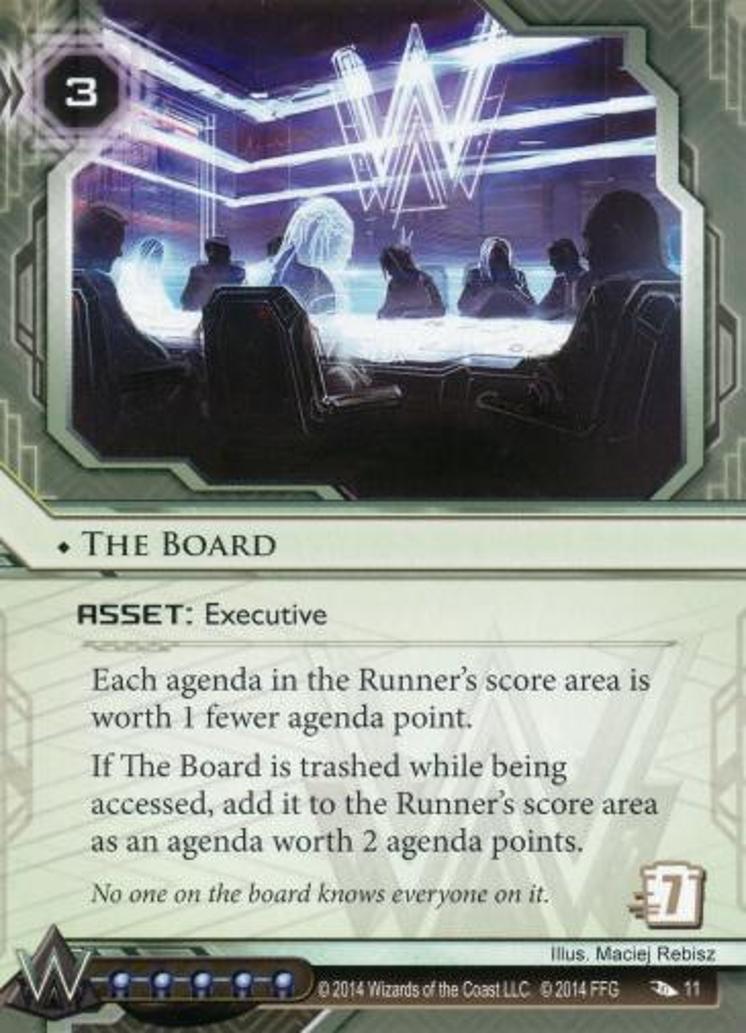 3
W
♦ THE BOARD
ASSET: Executive
Each agenda in the Runner's score area is
worth 1 fewer agenda point.
If The Board is trashed while being
accessed, add it to the Runner's score area
as an agenda worth 2 agenda points.
No one on the board knows everyone on it.
7
Illus. Maciej Rebisz
W
© 2014 Wizards of the Coast LLC © 2014 FFG 11